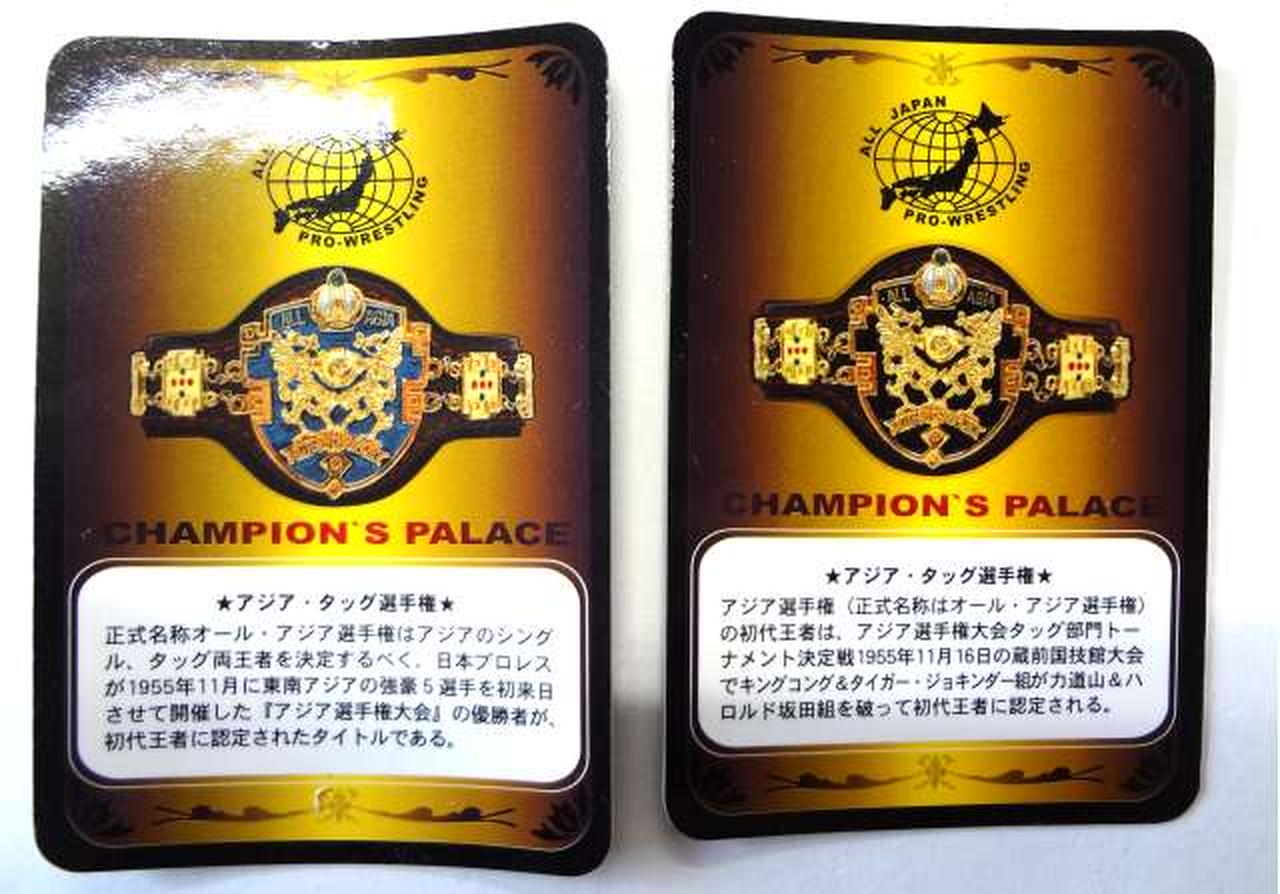 ALL
PRO-WRESTLING
ALL ASIA
CHAMPION`S PALACE
★アジア・タッグ選手権★
正式名称オール・アジア選手権はアジアのシング
ル、タッグ両王者を決定するべく、日本プロレス
が1955年11月に東南アジアの強豪5選手を初来日
させて開催した『アジア選手権大会』の優勝者が、
初代王者に認定されたタイトルである。
ALL JAPAN
PRO-WRESTLING
ALL ASIA
CHAMPION`S PALACE
★アジア・タッグ選手権★
アジア選手権（正式名称はオール・アジア選手権）
の初代王者は、アジア選手権大会タッグ部門トー
ナメント決定戦1955年11月16日の蔵前国技館大会
でキングコング&タイガー・ジョキンダー組が力道山&ハ
ロルド坂田組を破って初代王者に認定される。